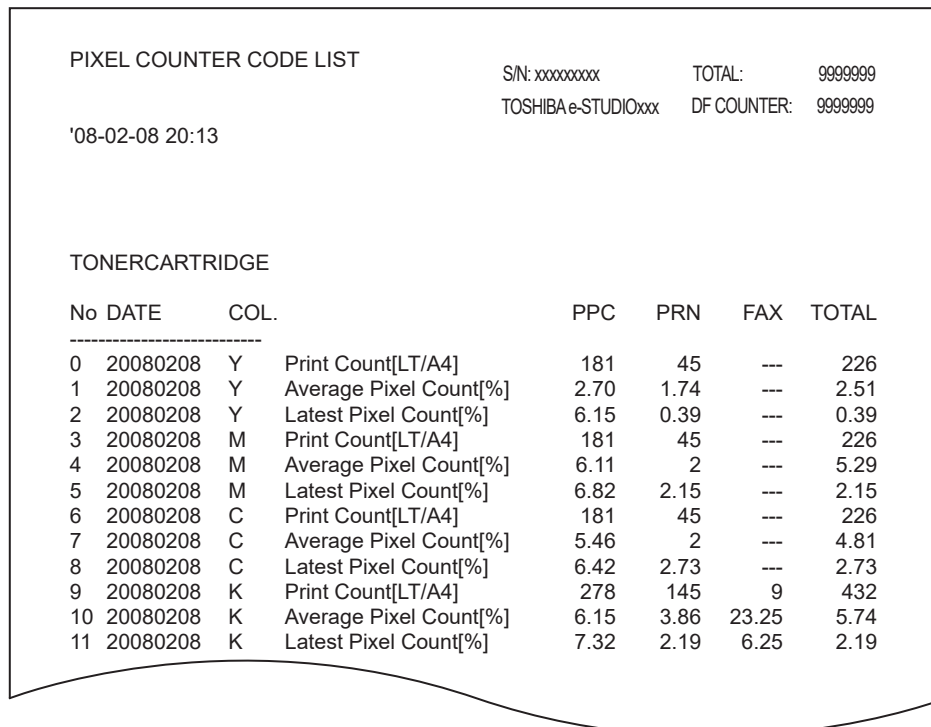 PIXEL COUNTER CODE LIST
S/N: xxxxxxxxx TOTAL: 9999999
TOSHIBA e-STUDIOxxx DF COUNTER: 9999999
'08-02-08 20:13
TONERCARTRIDGE
No DATE COL. PPC PRN FAX TOTAL
---------------------------
0 20080208 Y Print Count[LT/A4] 181 45 --- 226
1 20080208 Y Average Pixel Count[%] 2.70 1.74 --- 2.51
2 20080208 Y Latest Pixel Count[%] 6.15 0.39 --- 0.39
3 20080208 M Print Count[LT/A4] 181 45 --- 226
4 20080208 M Average Pixel Count[%] 6.11 2 --- 5.29
5 20080208 M Latest Pixel Count[%] 6.82 2.15 --- 2.15
6 20080208 C Print Count[LT/A4] 181 45 --- 226
7 20080208 C Average Pixel Count[%] 5.46 2 --- 4.81
8 20080208 C Latest Pixel Count[%] 6.42 2.73 --- 2.73
9 20080208 K Print Count[LT/A4] 278 145 9 432
10 20080208 K Average Pixel Count[%] 6.15 3.86 23.25 5.74
11 20080208 K Latest Pixel Count[%] 7.32 2.19 6.25 2.19